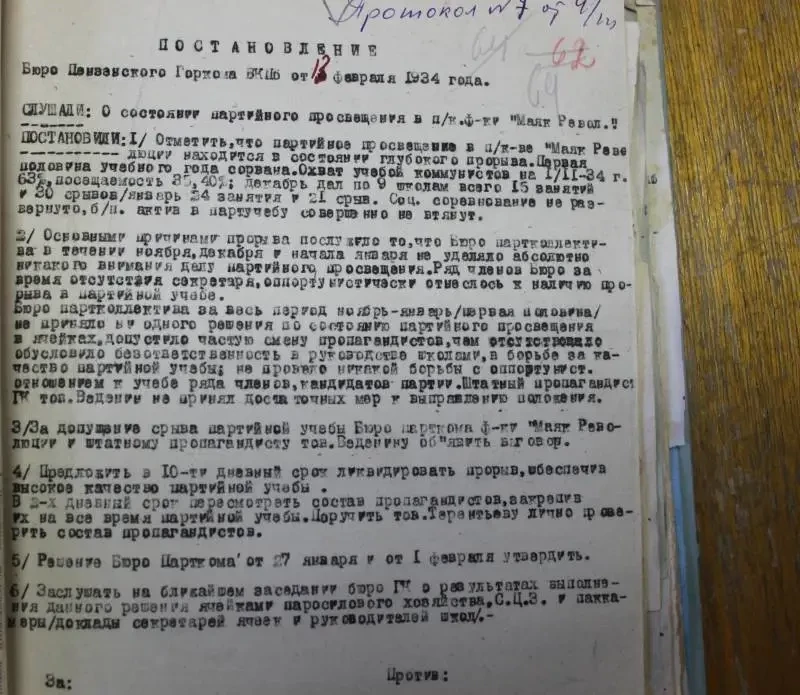 Протокол №7 от 4/III
64 62
64
ПОСТАНОВЛЕНИЕ
Бюро Пензенского Горкома ВКПб от 13 февраля 1934 года.
СЛУШАЛИ: О состоянии партийного просвещения в п/к.ф-ки "Маяк Револ."
ПОСТАНОВИЛИ:1/ Отметить,что партийное просвещение в п/к-ве "Маяк Рево
люции находится в состоянии глубокого прорыва.Первая
половина учебного года сорвана.Охват учебой коммунистов на 1/II-34 г.
63%,посещаемость 35,40%; декабрь дал по 9 школам всего 15 занятий
и 30 срывов/январь 24 занятия и 21 срыв. Соц. соревнование не раз-
вернуто,б/п. актив в партучебу совершенно не втянут.
2/ Основными причинами прорыва послужило то,что Бюро партколлекти-
ва в течении ноября,декабря и начала января не уделяло абсолютно
никакого внимания делу партийного просвещения.Ряд членов Бюро за
время отсутствия секретаря,оппортунистически отнеслось к наличию про-
рыва в партийной учебе.
Бюро партколлектива за весь период ноябрь-январь/первая половина/
не приняло ни одного решения по состоянию партийного просвещения
в ячейках,допустило частую смену пропагандистов,чем
обусловило безответственность в руководстве школами,в борьбе за ка-
чество партийной учебы; не провело никакой борьбы с оппортунист.
отношением к учебе ряда членов,кандидатов партии.Штатный пропагандист
ГК тов.Веденин не принял достаточных мер к выправлению положения.
3/За допущение срыва партийной учебы Бюро парткома ф-ки "Маяк Рево-
люции и штатному пропагандисту тов.Веденину об"явить выговор.
4/ Предложить в 10-ти дневный срок ликвидировать прорыв,обеспечив
высокое качество партийной учебы .
В 2-х дневный срок пересмотреть состав пропагандистов,закрепив
их на все время партийной учебы.Поручить тов.Терентьеву лично прове-
рить состав пропагандистов.
5/ Решение Бюро Парткома от 27 января и от 1 февраля утвердить.
6/ Заслушать на ближайшем заседании бюро ГК о результатах выполне-
ния данного решения ячейками паросилового хозяйства,С.Ц.З. и пакка-
меры/доклады секретарей ячеек и руководителей школ/.-
За: Против: